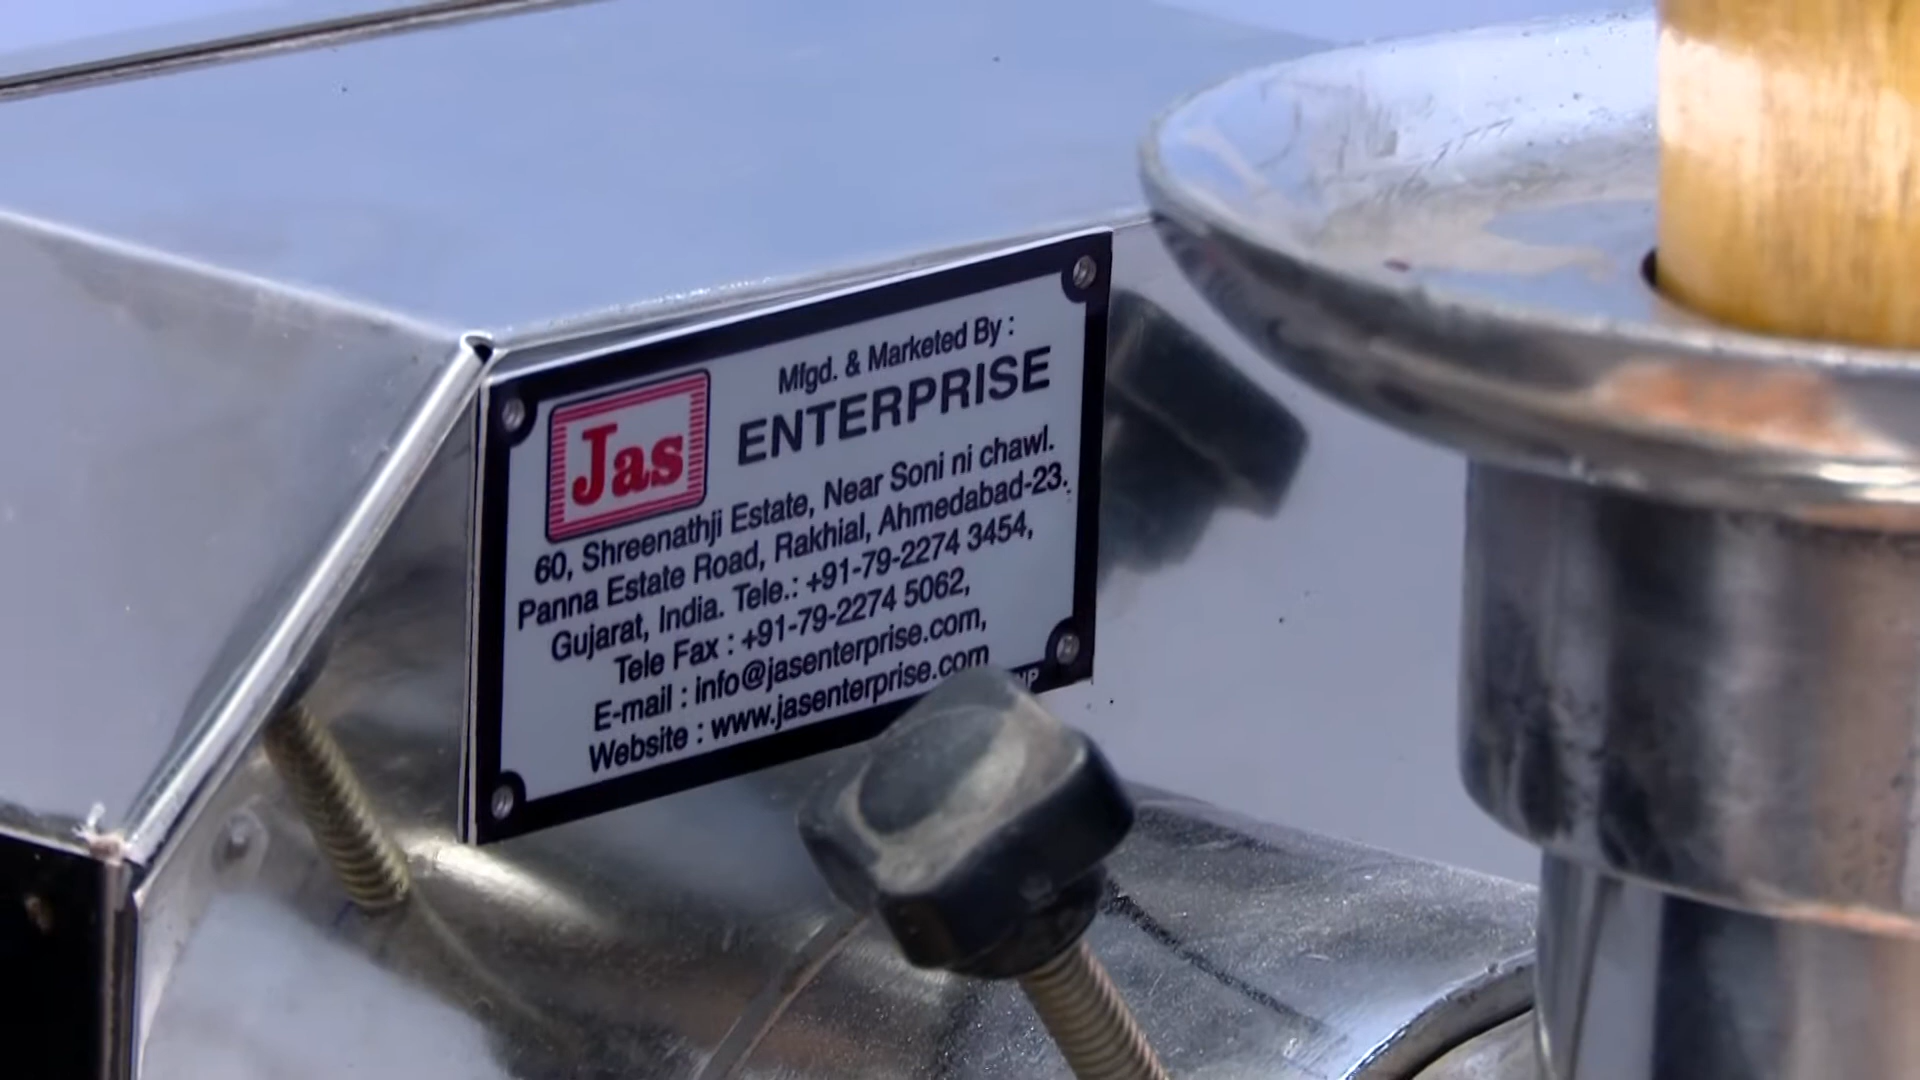 Mfgd. & Marketed By :
Jas ENTERPRISE
60, Shreenathji Estate, Near Soni ni chawl.
Panna Estate Road, Rakhial, Ahmedabad-23.
Gujarat, India. Tele.: +91-79-2274 3454,
Tele Fax : +91-79-2274 5062,
E-mail : info@jasenterprise.com,
Website : www.jasenterprise.com